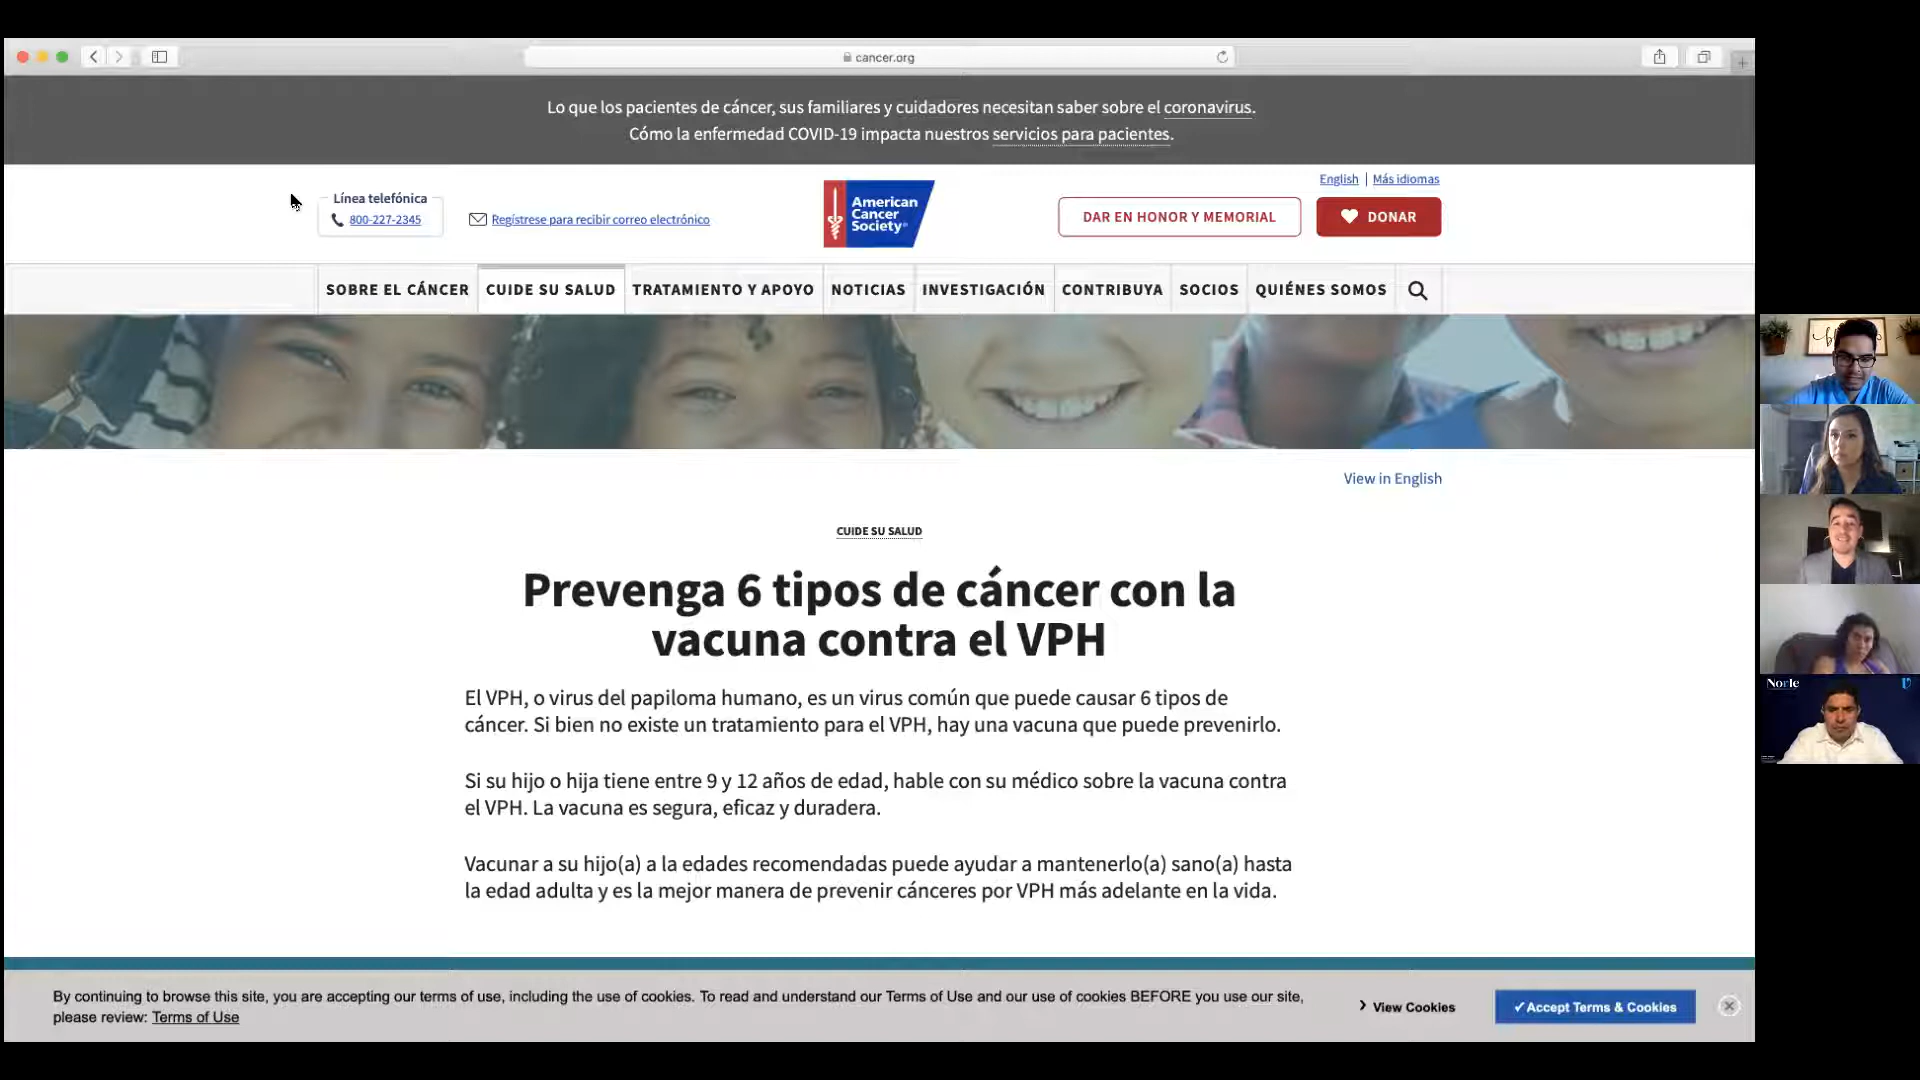 cancer.org
Lo que los pacientes de cáncer, sus familiares y cuidadores necesitan saber sobre el coronavirus.
Cómo la enfermedad COVID-19 impacta nuestros servicios para pacientes.
English | Más idiomas
Línea telefónica
800-227-2345
Regístrese para recibir correo electrónico
American
Cancer
Society®
DAR EN HONOR Y MEMORIAL
DONAR
SOBRE EL CÁNCER
CUIDE SU SALUD
TRATAMIENTO Y APOYO
NOTICIAS
INVESTIGACIÓN
CONTRIBUYA
SOCIOS
QUIÉNES SOMOS
View in English
CUIDE SU SALUD
Prevenga 6 tipos de cáncer con la
vacuna contra el VPH
El VPH, o virus del papiloma humano, es un virus común que puede causar 6 tipos de
cáncer. Si bien no existe un tratamiento para el VPH, hay una vacuna que puede prevenirlo.
Si su hijo o hija tiene entre 9 y 12 años de edad, hable con su médico sobre la vacuna contra
el VPH. La vacuna es segura, eficaz y duradera.
Vacunar a su hijo(a) a la edades recomendadas puede ayudar a mantenerlo(a) sano(a) hasta
la edad adulta y es la mejor manera de prevenir cánceres por VPH más adelante en la vida.
By continuing to browse this site, you are accepting our terms of use, including the use of cookies. To read and understand our Terms of Use and our use of cookies BEFORE you use our site,
please review: Terms of Use
View Cookies
✓Accept Terms & Cookies
Norte